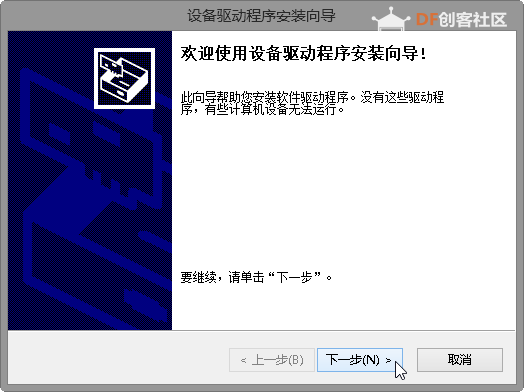 设备驱动程序安装向导
DF创客社区
欢迎使用设备驱动程序安装向导!
此向导帮助您安装软件驱动程序。没有这些驱动程
序，有些计算机设备无法运行。
要继续，请单击“下一步”。
< 上一步(B)
下一步(N) >
取消